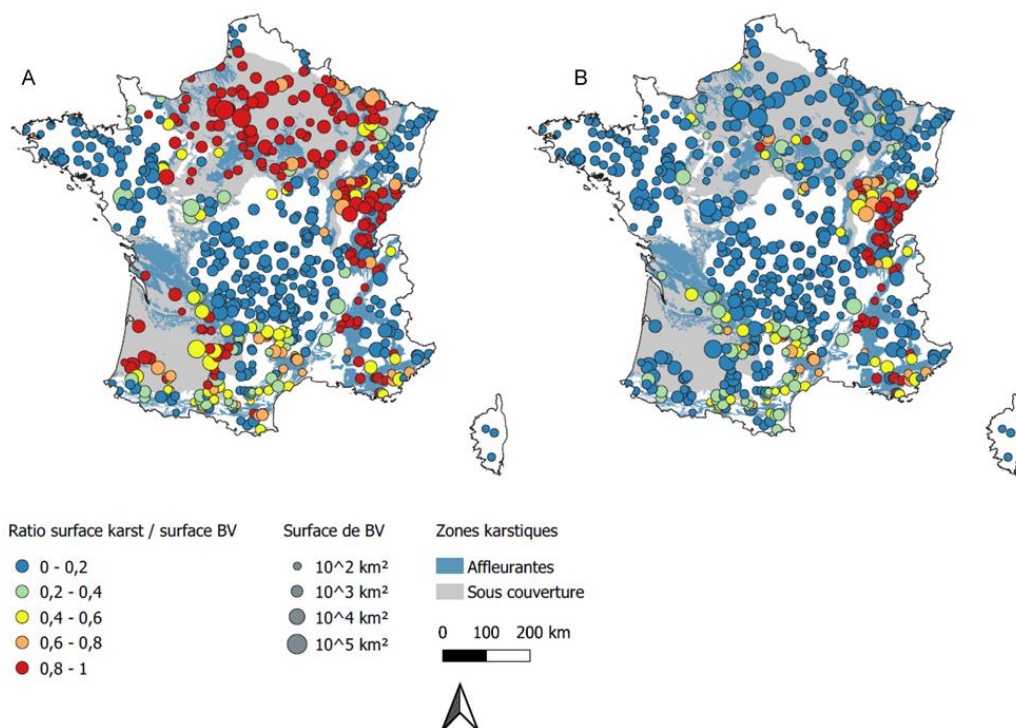 A
B
Ratio surface karst / surface BV
0 - 0,2
0,2 - 0,4
0,4 - 0,6
0,6 - 0,8
0,8 - 1
Surface de BV
10^2 km²
10^3 km²
10^4 km²
10^5 km²
Zones karstiques
Affleurantes
Sous couverture
0 100 200 km